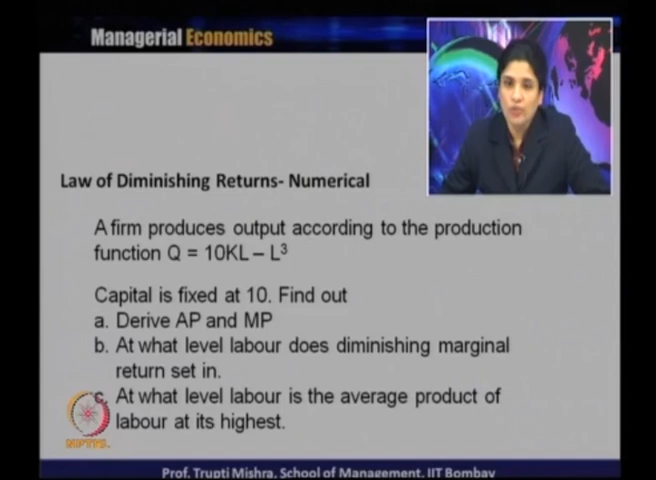 Managerial Economics
Law of Diminishing Returns- Numerical
A firm produces output according to the production
function Q = 10KL – L³
Capital is fixed at 10. Find out
a. Derive AP and MP
b. At what level labour does diminishing marginal
return set in.
c. At what level labour is the average product of
labour at its highest.
NPTEL
Prof. Trupti Mishra, School of Management, IIT Bombay